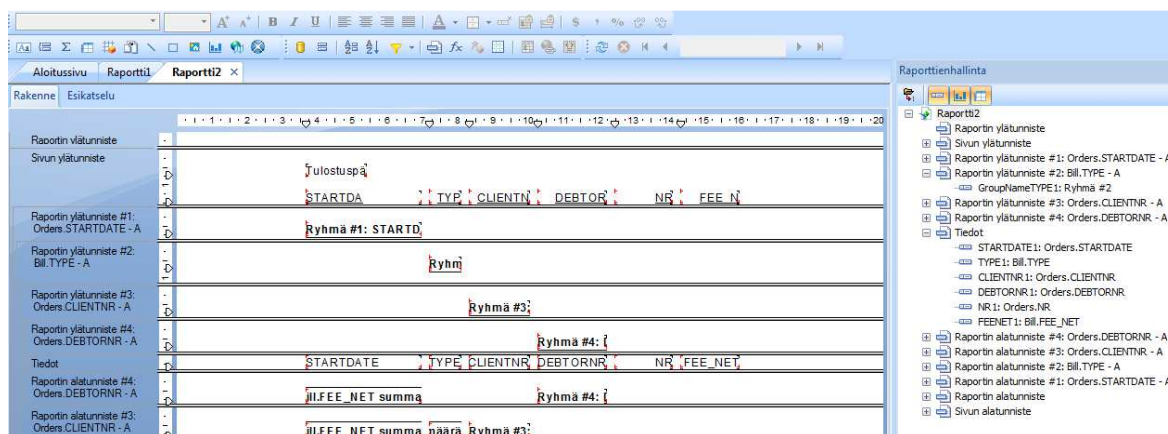 Aloitussivu Raportti1 Raportti2 ×
Rakenne Esikatselu
Raportin ylätunniste
Sivun ylätunniste
Tulostuspä
STARTDA TYP CLIENTN DEBTOR NR FEE_N
Raportin ylätunniste #1:
Orders.STARTDATE - A
Ryhmä #1: STARTD
Raportin ylätunniste #2:
Bill.TYPE - A
Ryhm
Raportin ylätunniste #3:
Orders.CLIENTNR - A
Ryhmä #3:
Raportin ylätunniste #4:
Orders.DEBTORNR - A
Ryhmä #4:
Tiedot
STARTDATE TYPE CLIENTNR DEBTORNR NR FEE_NET
Raportin alatunniste #4:
Orders.DEBTORNR - A
ill.FEE_NET summa Ryhmä #4:
Raportin alatunniste #3:
Orders.CLIENTNR - A
ill.FEE_NET summa määrä Ryhmä #3:
Raporttienhallinta
Raportti2
Raportin ylätunniste
Sivun ylätunniste
Raportin ylätunniste #1: Orders.STARTDATE - A
Raportin ylätunniste #2: Bill.TYPE - A
GroupNameTYPE1: Ryhmä #2
Raportin ylätunniste #3: Orders.CLIENTNR - A
Raportin ylätunniste #4: Orders.DEBTORNR - A
Tiedot
STARTDATE1: Orders.STARTDATE
TYPE1: Bill.TYPE
CLIENTNR1: Orders.CLIENTNR
DEBTORNR1: Orders.DEBTORNR
NR1: Orders.NR
FEENET1: Bill.FEE_NET
Raportin alatunniste #4: Orders.DEBTORNR - A
Raportin alatunniste #3: Orders.CLIENTNR - A
Raportin alatunniste #2: Bill.TYPE - A
Raportin alatunniste #1: Orders.STARTDATE - A
Raportin alatunniste
Sivun alatunniste